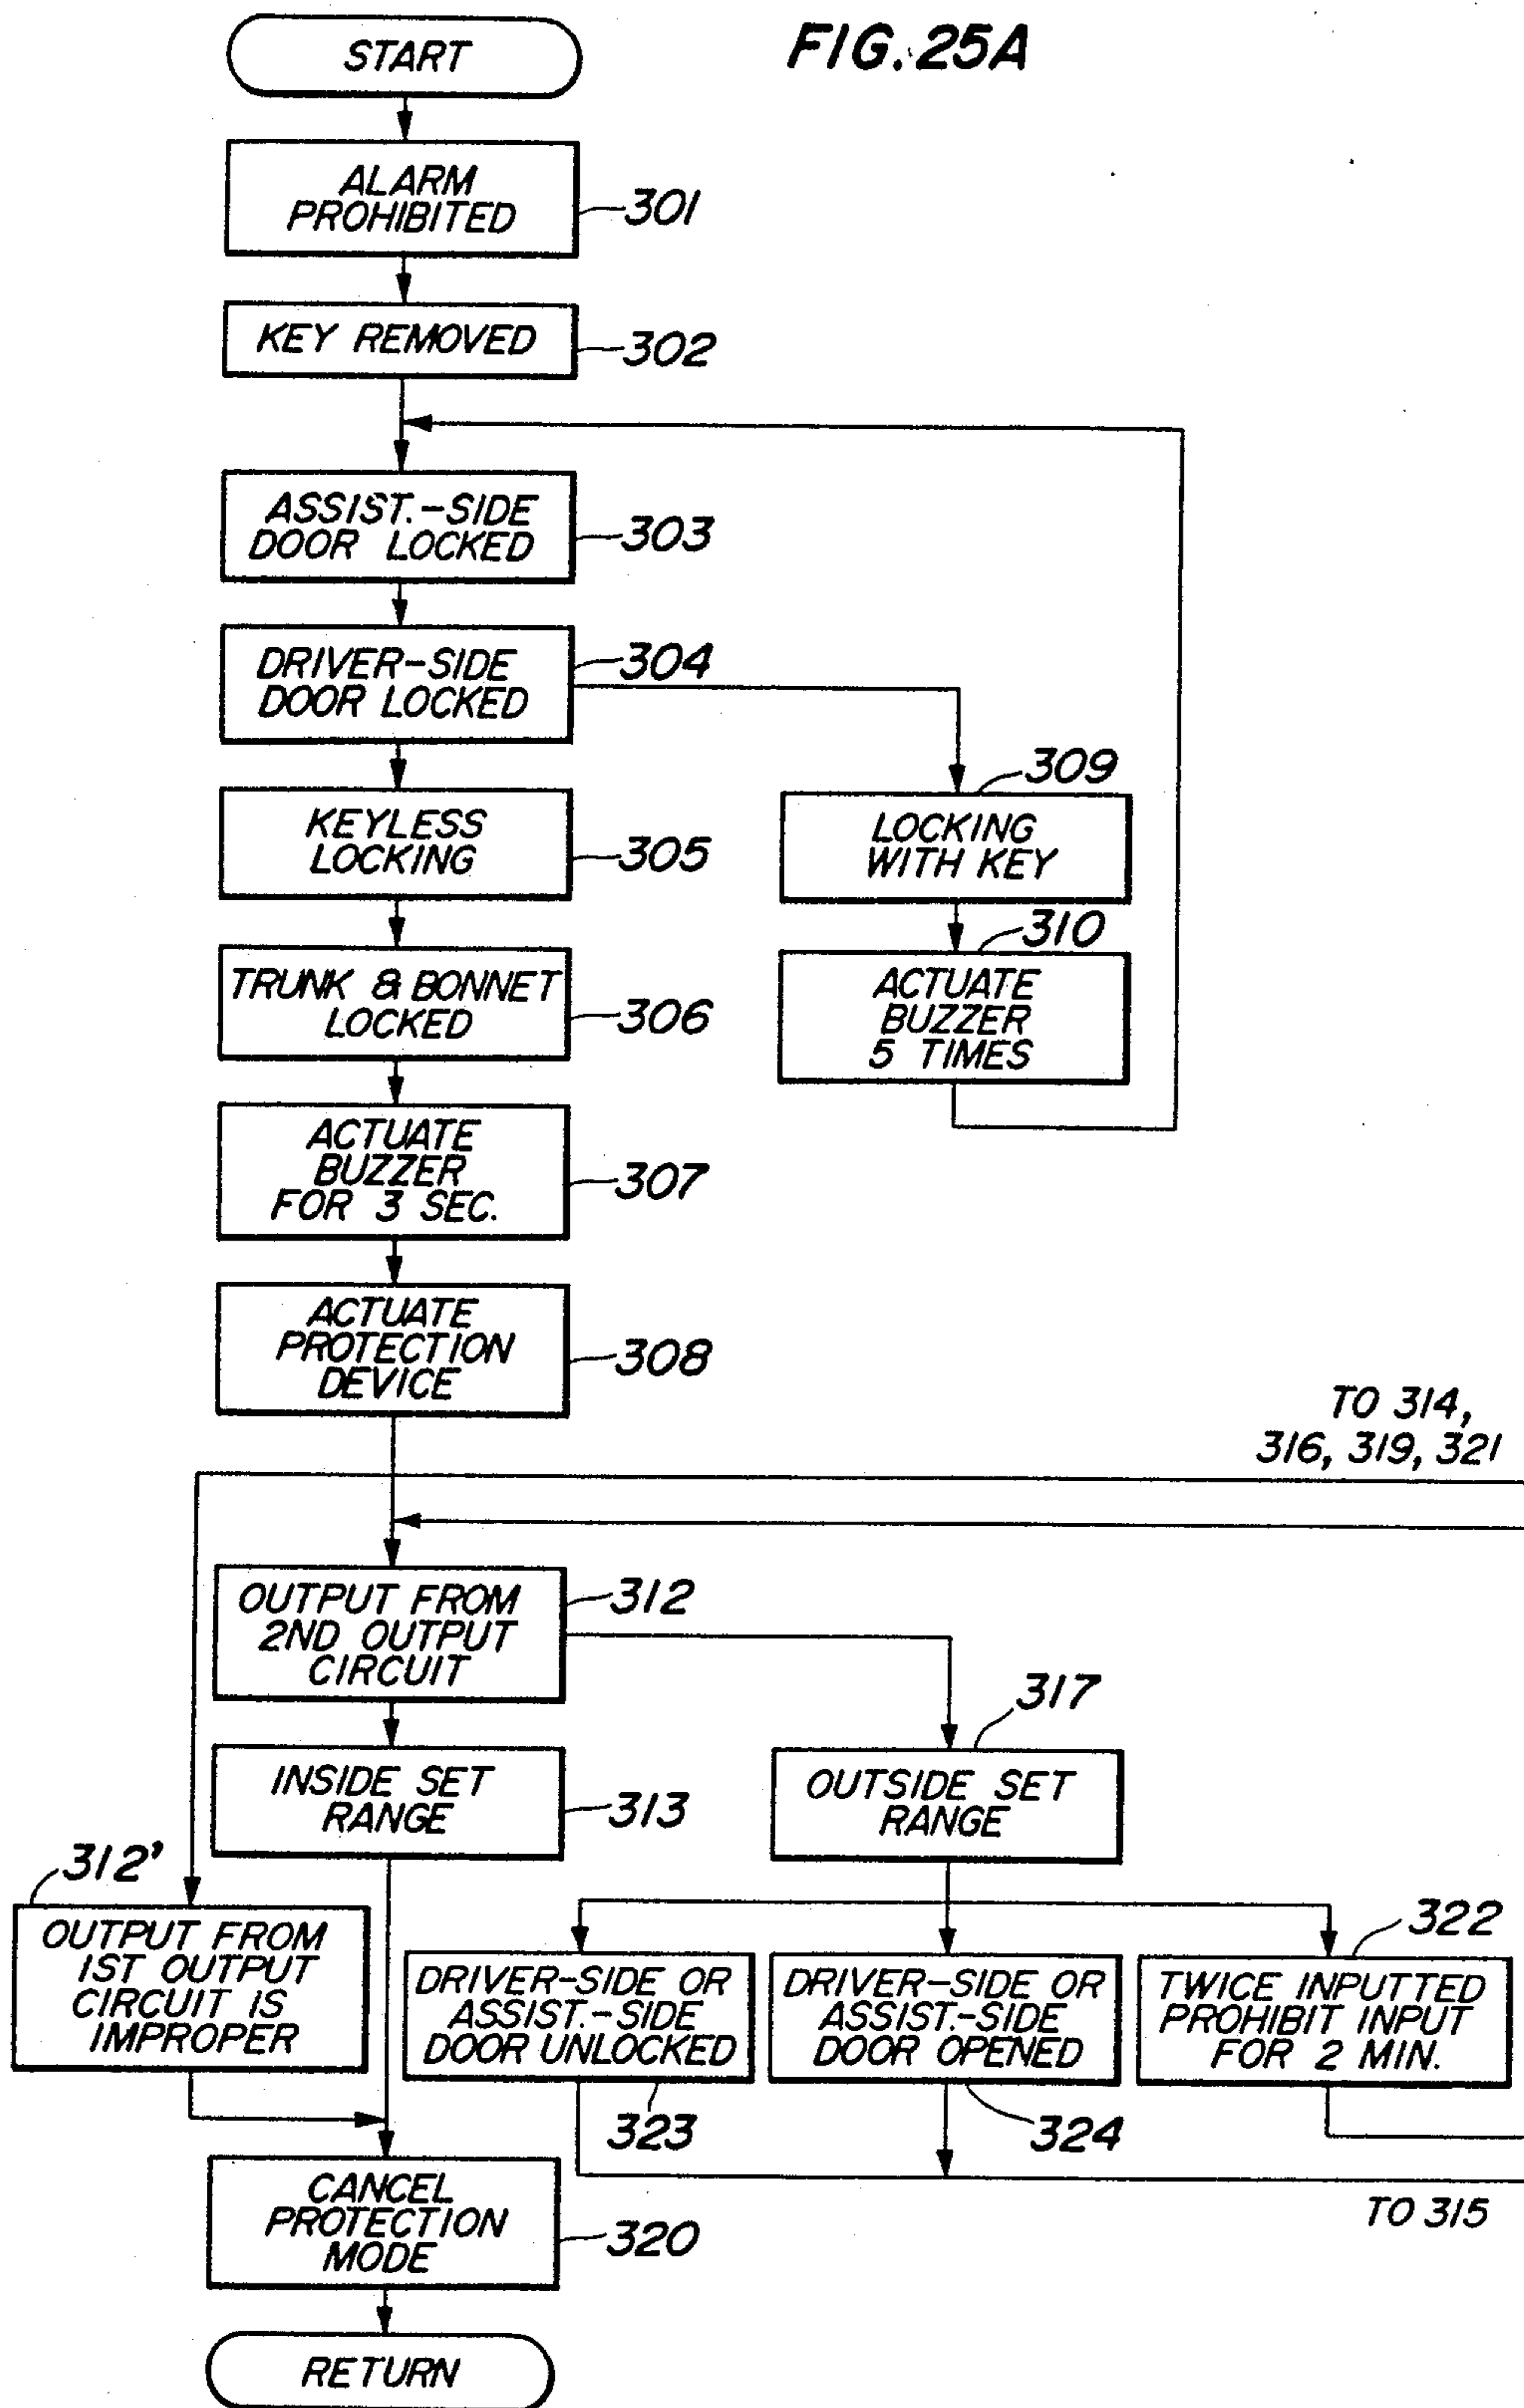 FIG. 25A
START
ALARM
PROHIBITED
301
KEY REMOVED
302
ASSIST.-SIDE
DOOR LOCKED
303
DRIVER-SIDE
DOOR LOCKED
304
KEYLESS
LOCKING
305
309
LOCKING
WITH KEY
TRUNK & BONNET
LOCKED
306
310
ACTUATE
BUZZER
5 TIMES
ACTUATE
BUZZER
FOR 3 SEC.
307
ACTUATE
PROTECTION
DEVICE
308
TO 314,
316, 319, 321
OUTPUT FROM
2ND OUTPUT
CIRCUIT
312
INSIDE SET
RANGE
313
317
OUTSIDE SET
RANGE
312'
OUTPUT FROM
1ST OUTPUT
CIRCUIT IS
IMPROPER
DRIVER-SIDE OR
ASSIST.-SIDE
DOOR UNLOCKED
323
DRIVER-SIDE OR
ASSIST.-SIDE
DOOR OPENED
324
322
TWICE INPUTTED
PROHIBIT INPUT
FOR 2 MIN.
TO 315
CANCEL
PROTECTION
MODE
320
RETURN